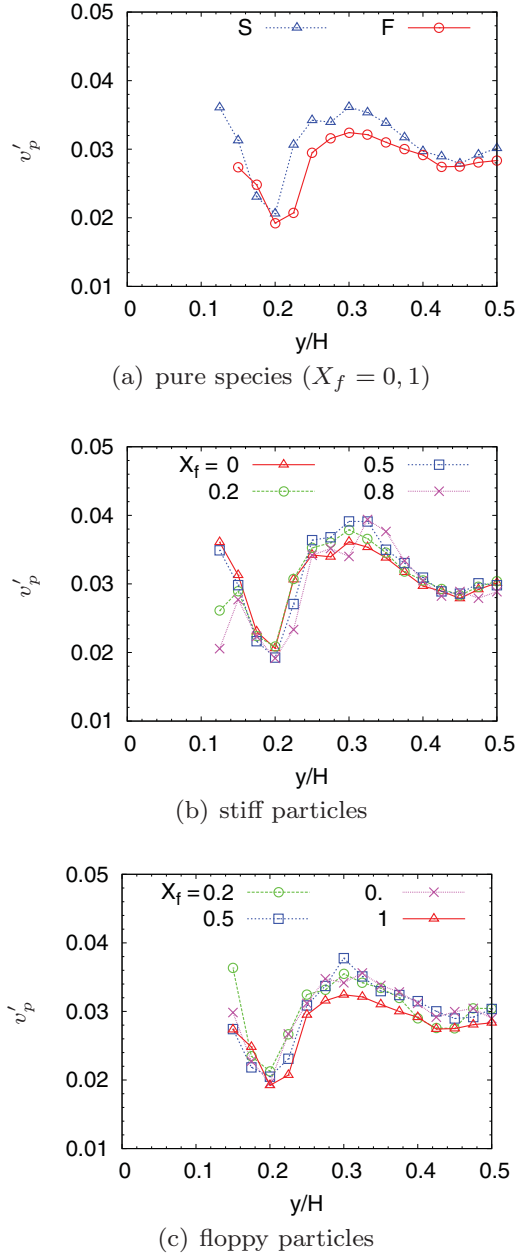 S F
0.05
0.04
0.03
0.02
0.01
v′p
0 0.1 0.2 0.3 0.4 0.5
y/H
(a) pure species (Xf = 0, 1)
Xf = 0 0.5
0.2 0.8
0.05
0.04
0.03
0.02
0.01
v′p
0 0.1 0.2 0.3 0.4 0.5
y/H
(b) stiff particles
Xf = 0.2 0.
0.5 1
0.05
0.04
0.03
0.02
0.01
v′p
0 0.1 0.2 0.3 0.4 0.5
y/H
(c) floppy particles